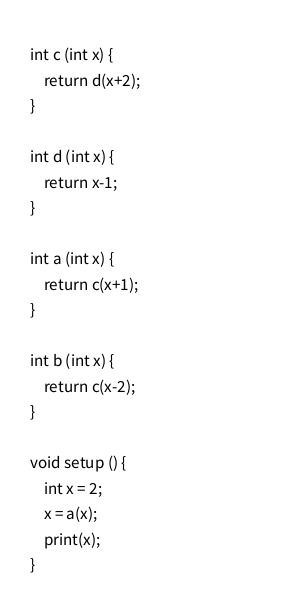 int c (int x) {
    return d(x+2);
}

int d (int x) {
    return x-1;
}

int a (int x) {
    return c(x+1);
}

int b (int x) {
    return c(x-2);
}

void setup () {
    int x = 2;
    x = a(x);
    print(x);
}